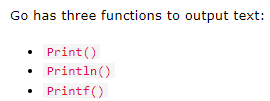 Go has three functions to output text:
• Print()
• Println()
• Printf()